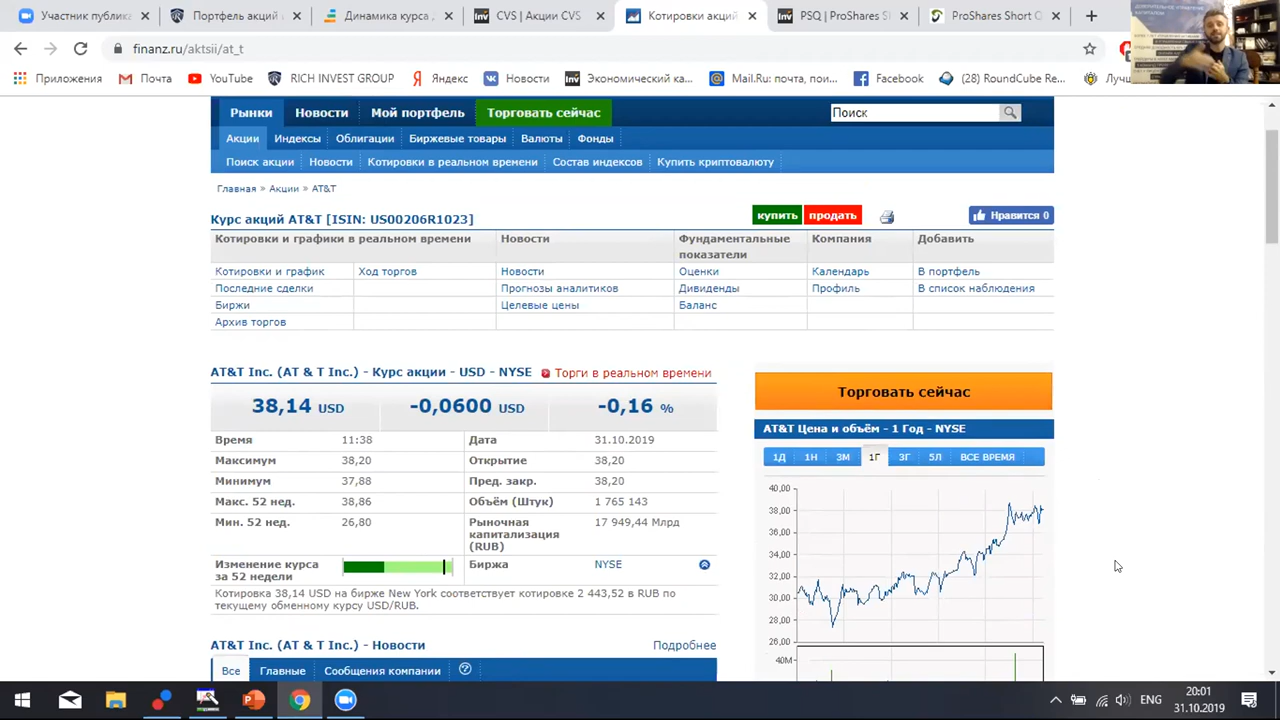 Участник публика
Портфель акций
Динамика курса
CVS | Акции CVS
Котировки акций
PSQ | ProShares
ProShares Short Q
finanz.ru/aktsii/at_t
Приложения
Почта
YouTube
RICH INVEST GROUP
Яндекс
Новости
Экономический ка...
Mail.Ru: почта, пои...
Facebook
(28) RoundCube Re...
ДОВЕРИТЕЛЬНОЕ УПРАВЛЕНИЕ
КАПИТАЛОМ
Рынки
Новости
Мой портфель
Торговать сейчас
Поиск
Акции
Индексы
Облигации
Биржевые товары
Валюты
Фонды
Поиск акции
Новости
Котировки в реальном времени
Состав индексов
Купить криптовалюту
Главная » Акции » AT&T
Курс акций AT&T [ISIN: US00206R1023]
купить
продать
Нравится 0
Котировки и графики в реальном времени
Новости
Фундаментальные
показатели
Компания
Добавить
Котировки и график
Ход торгов
Новости
Оценки
Календарь
В портфель
Последние сделки
Прогнозы аналитиков
Дивиденды
Профиль
В список наблюдения
Биржи
Целевые цены
Баланс
Архив торгов
AT&T Inc. (AT & T Inc.) - Курс акции - USD - NYSE
Торги в реальном времени
38,14 USD
-0,0600 USD
-0,16 %
Время 11:38 Дата 31.10.2019
Максимум 38,20 Открытие 38,20
Минимум 37,88 Пред. закр. 38,20
Макс. 52 нед. 38,86 Объём (Штук) 1 765 143
Мин. 52 нед. 26,80 Рыночная 17 949,44 Млрд
капитализация
(RUB)
Изменение курса Биржа NYSE
за 52 недели
Котировка 38,14 USD на бирже New York соответствует котировке 2 443,52 в RUB по
текущему обменному курсу USD/RUB.
AT&T Inc. (AT & T Inc.) - Новости
Подробнее
Все
Главные
Сообщения компании
?
Торговать сейчас
AT&T Цена и объём - 1 Год - NYSE
1Д 1Н 3М 1Г 3Г 5Л ВСЕ ВРЕМЯ
40,00
38,00
36,00
34,00
32,00
30,00
28,00
26,00
40M
ENG
20:01
31.10.2019